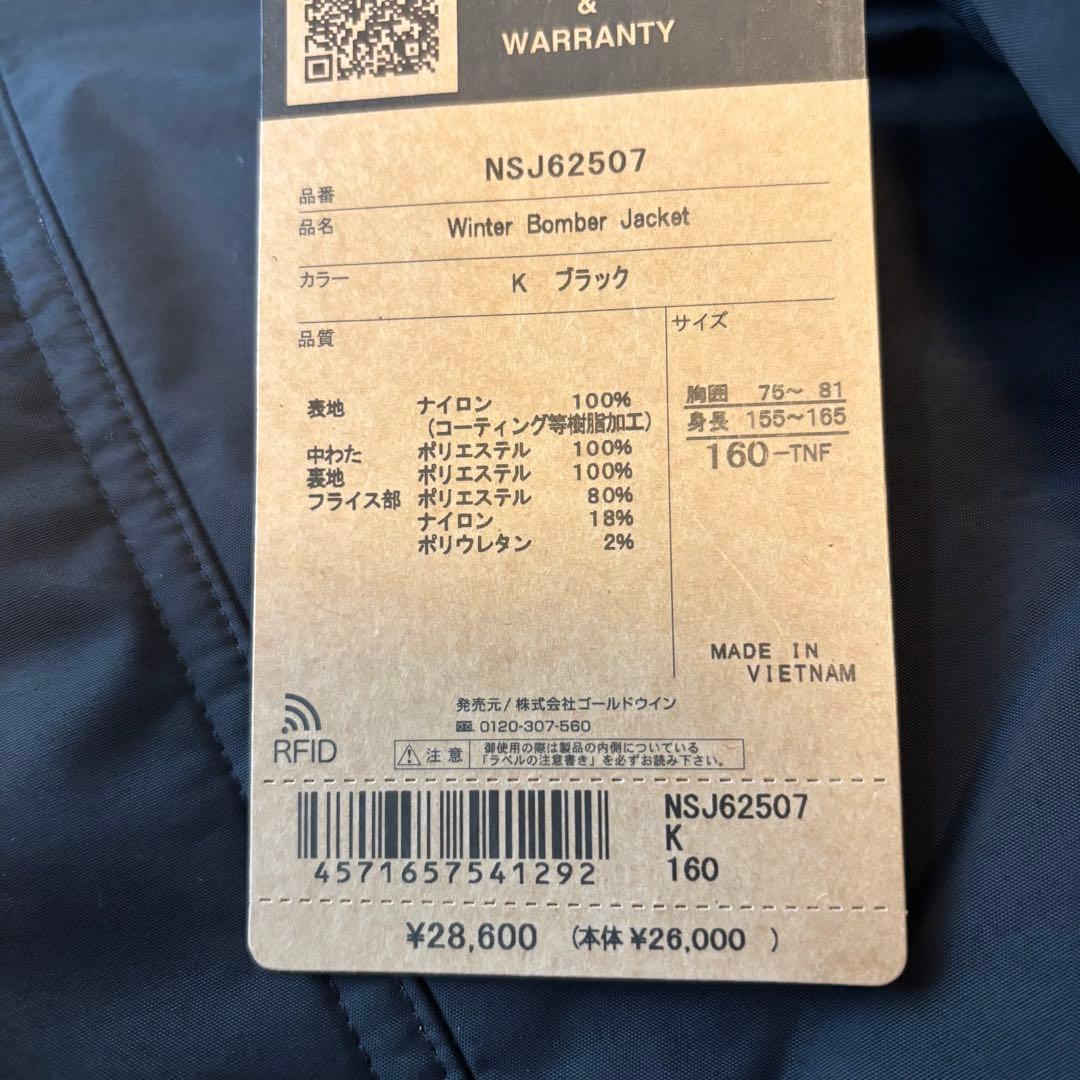 &
WARRANTY
NSJ62507
品番
品名 Winter Bomber Jacket
カラー K ブラック
品質
サイズ
表地 ナイロン 100%
(コーティング等樹脂加工)
中わた ポリエステル 100%
裏地 ポリエステル 100%
フライス部 ポリエステル 80%
ナイロン 18%
ポリウレタン 2%
胸囲 75~ 81
身長 155~165
160-TNF
MADE IN
VIETNAM
発売元/株式会社ゴールドウイン
0120-307-560
RFID
注意
御使用の際は製品の内側についている
「ラベルの注意書き」を必ずお読み下さい。
4571657541292
NSJ62507
K
160
¥28,600 (本体¥26,000 )